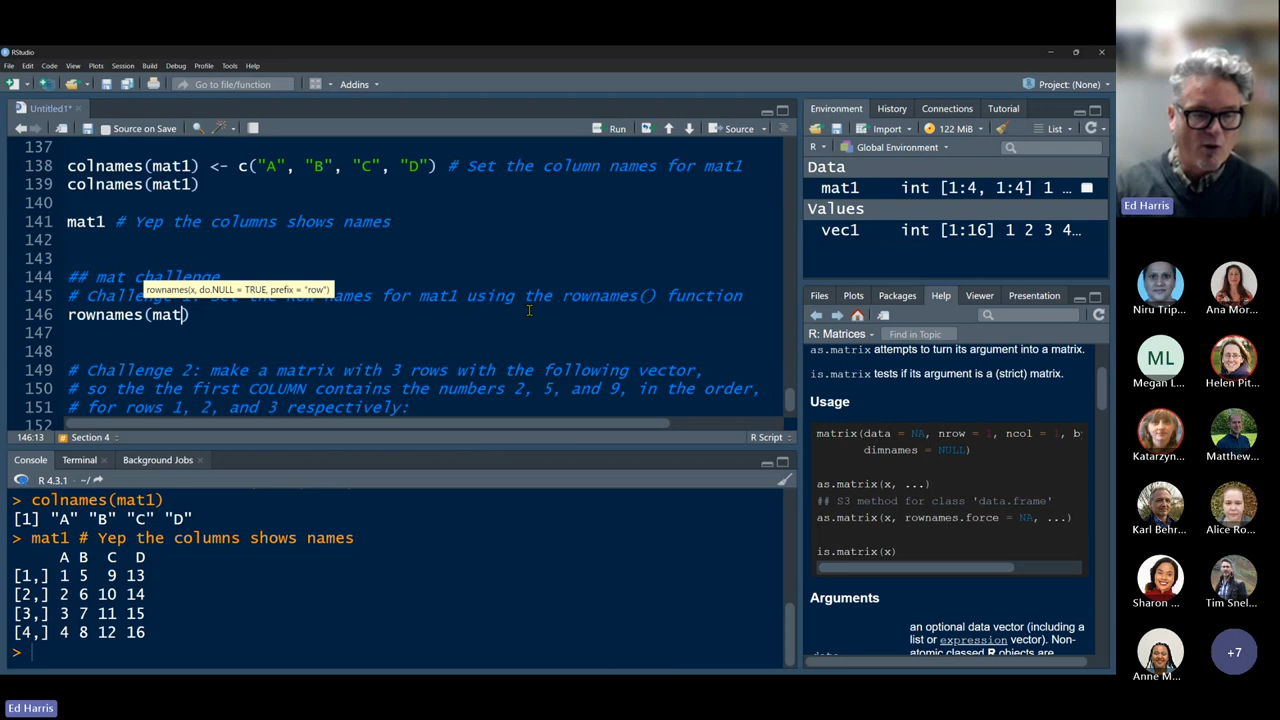 RStudio
File Edit Code View Plots Session Build Debug Profile Tools Help
Go to file/function
Addins
Project: (None)
Untitled1*
Source on Save
Run
Source
137
138 colnames(mat1) <- c("A", "B", "C", "D") # Set the column names for mat1
139 colnames(mat1)
140
141 mat1 # Yep the columns shows names
142
143
144 ## mat challenge
rownames(x, do.NULL = TRUE, prefix = "row")
145 # Challenge 1: Set the Row names for mat1 using the rownames() function
146 rownames(mat)
147
148
149 # Challenge 2: make a matrix with 3 rows with the following vector,
150 # so the the first COLUMN contains the numbers 2, 5, and 9, in the order,
151 # for rows 1, 2, and 3 respectively:
152
146:13 # Section 4 R Script
Console Terminal Background Jobs
R 4.3.1 · ~/
> colnames(mat1)
[1] "A" "B" "C" "D"
> mat1 # Yep the columns shows names
A B C D
[1,] 1 5 9 13
[2,] 2 6 10 14
[3,] 3 7 11 15
[4,] 4 8 12 16
>
Environment History Connections Tutorial
Import 122 MiB List
R Global Environment
Data
mat1 int [1:4, 1:4] 1 ...
Values
vec1 int [1:16] 1 2 3 4…
Files Plots Packages Help Viewer Presentation
R: Matrices Find in Topic
as.matrix attempts to turn its argument into a matrix.
is.matrix tests if its argument is a (strict) matrix.
Usage
matrix(data = NA, nrow = 1, ncol = 1, by
dimnames = NULL)
as.matrix(x, ...)
## S3 method for class 'data.frame'
as.matrix(x, rownames.force = NA, ...)
is.matrix(x)
Arguments
an optional data vector (including a
list or expression vector). Non-
atomic classed R objects are
Ed Harris
Niru Trip...
Ana Mor...
ML
Megan L...
Helen Pit...
Katarzyn...
Matthew...
Karl Behr...
Alice Ro...
Sharon ...
Tim Snel...
Anne M...
+7
Ed Harris